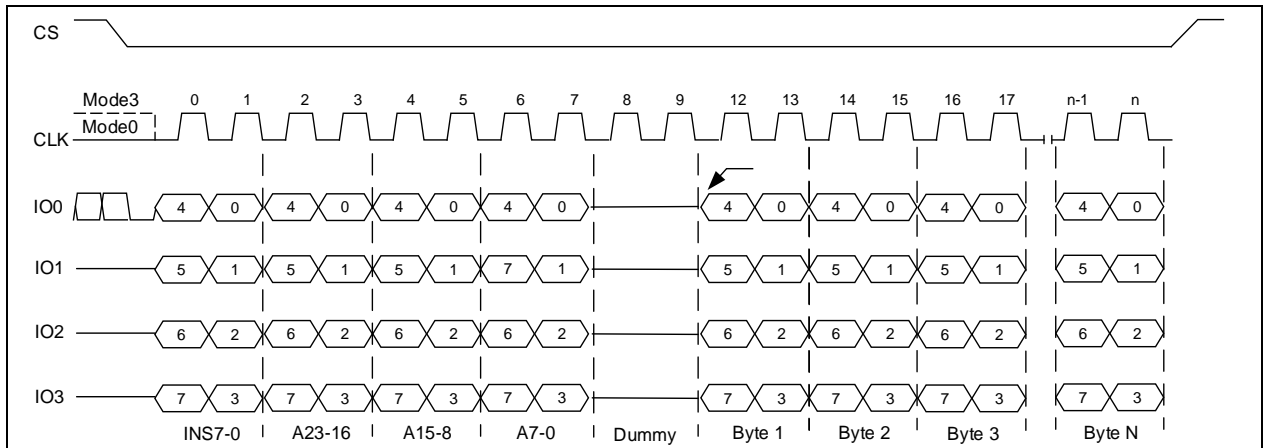 CS
Mode3 0 1 2 3 4 5 6 7 8 9 12 13 14 15 16 17 n-1 n
CLK Mode0
IO0 4 0 4 0 4 0 4 0 4 0 4 0 4 0 4 0
IO1 5 1 5 1 5 1 7 1 5 1 5 1 5 1 5 1
IO2 6 2 6 2 6 2 6 2 6 2 6 2 6 2 6 2
IO3 7 3 7 3 7 3 7 3 7 3 7 3 7 3 7 3
INS7-0 A23-16 A15-8 A7-0 Dummy Byte 1 Byte 2 Byte 3 Byte N